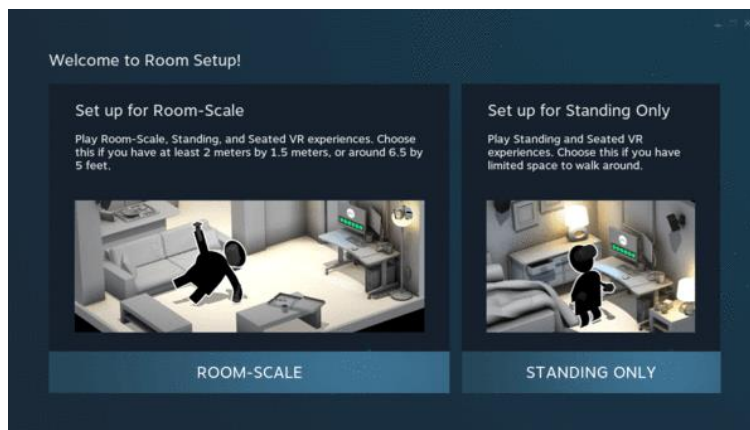 Welcome to Room Setup!
Set up for Room-Scale
Play Room-Scale, Standing, and Seated VR experiences. Choose
this if you have at least 2 meters by 1.5 meters, or around 6.5 by
5 feet.
ROOM-SCALE
Set up for Standing Only
Play Standing and Seated VR
experiences. Choose this if you have
limited space to walk around.
STANDING ONLY